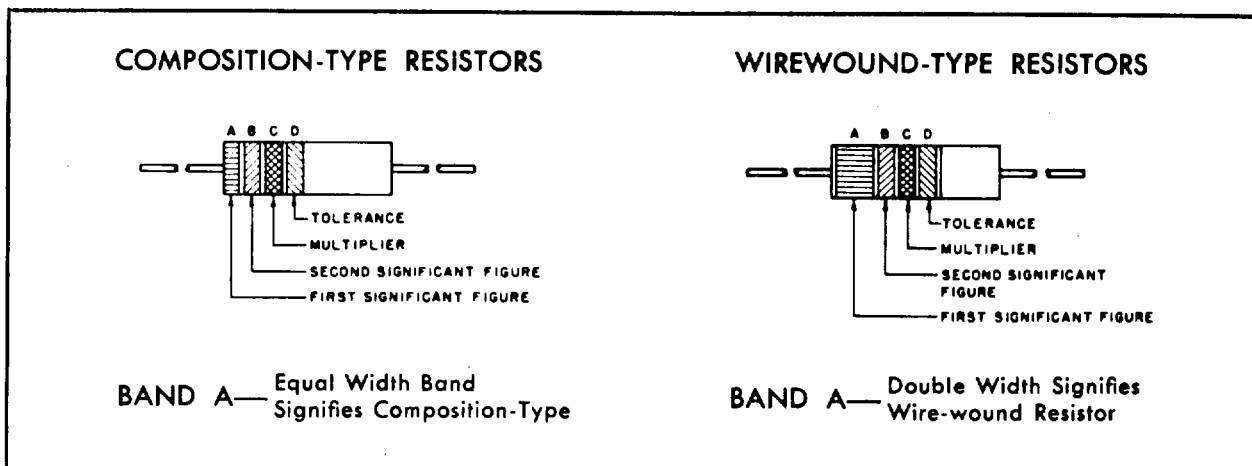 COMPOSITION-TYPE RESISTORS
A B C D
TOLERANCE
MULTIPLIER
SECOND SIGNIFICANT FIGURE
FIRST SIGNIFICANT FIGURE
BAND A— Equal Width Band
Signifies Composition-Type
WIREWOUND-TYPE RESISTORS
A B C D
TOLERANCE
MULTIPLIER
SECOND SIGNIFICANT
FIGURE
FIRST SIGNIFICANT FIGURE
BAND A— Double Width Signifies
Wire-wound Resistor